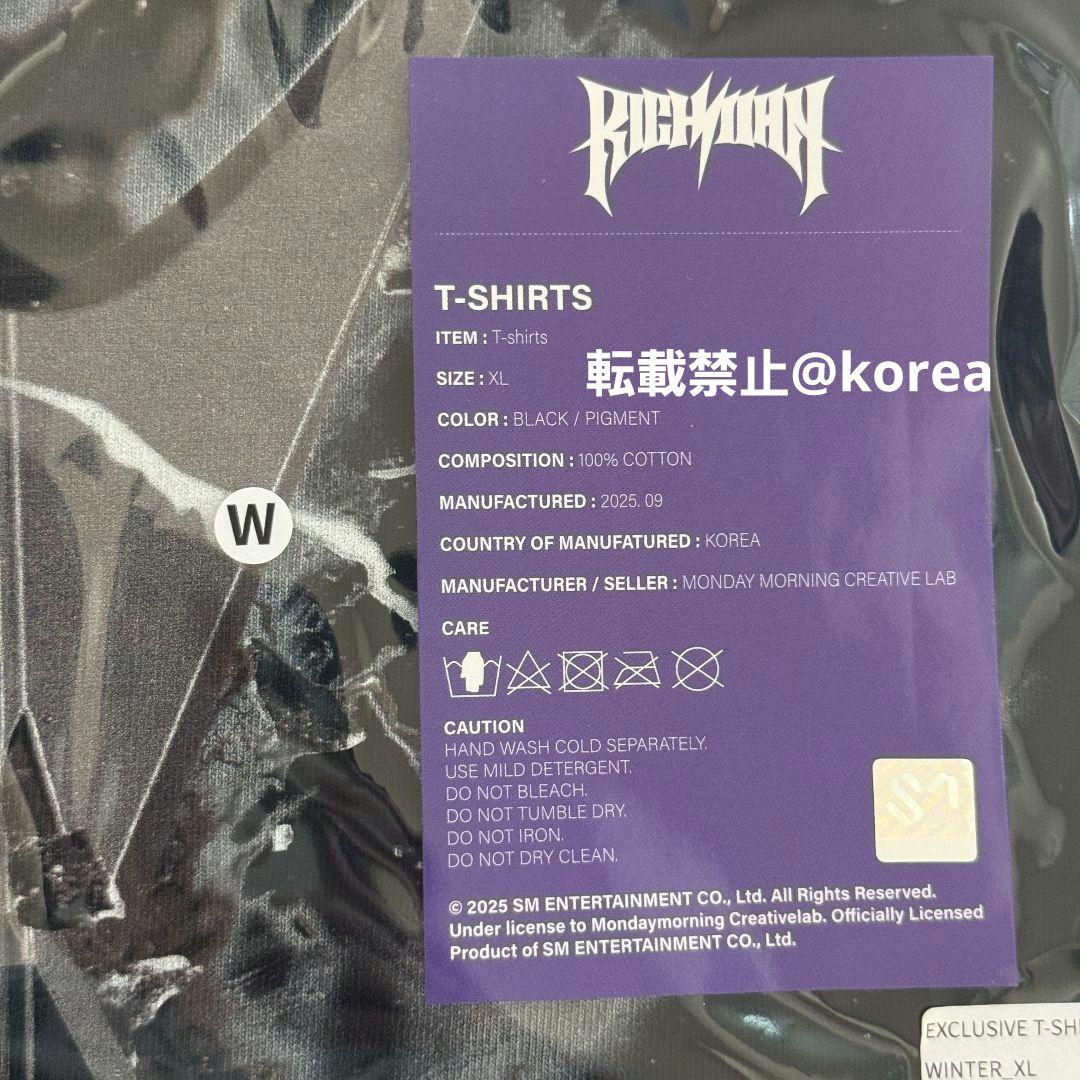 RICHMAN
T-SHIRTS
ITEM : T-shirts
転載禁止@korea
SIZE : XL
COLOR : BLACK / PIGMENT
COMPOSITION : 100% COTTON
MANUFACTURED : 2025. 09
W
COUNTRY OF MANUFATURED : KOREA
MANUFACTURER / SELLER : MONDAY MORNING CREATIVE LAB
CARE
CAUTION
HAND WASH COLD SEPARATELY.
USE MILD DETERGENT.
DO NOT BLEACH.
DO NOT TUMBLE DRY.
DO NOT IRON.
DO NOT DRY CLEAN.
SM
© 2025 SM ENTERTAINMENT CO., Ltd. All Rights Reserved.
Under license to Mondaymorning Creativelab. Officially Licensed
Product of SM ENTERTAINMENT CO., Ltd.
EXCLUSIVE T-SHI
WINTER_XL